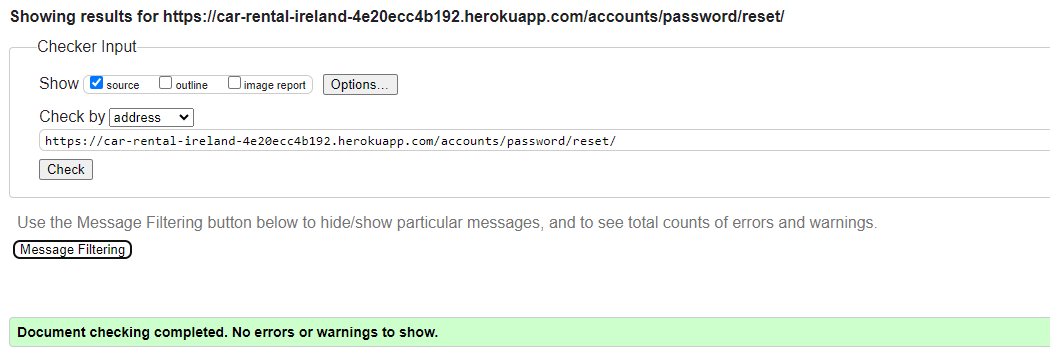 Showing results for https://car-rental-ireland-4e20ecc4b192.herokuapp.com/accounts/password/reset/
Checker Input
Show source outline image report Options...
Check by address
https://car-rental-ireland-4e20ecc4b192.herokuapp.com/accounts/password/reset/
Check
Use the Message Filtering button below to hide/show particular messages, and to see total counts of errors and warnings.
Message Filtering
Document checking completed. No errors or warnings to show.